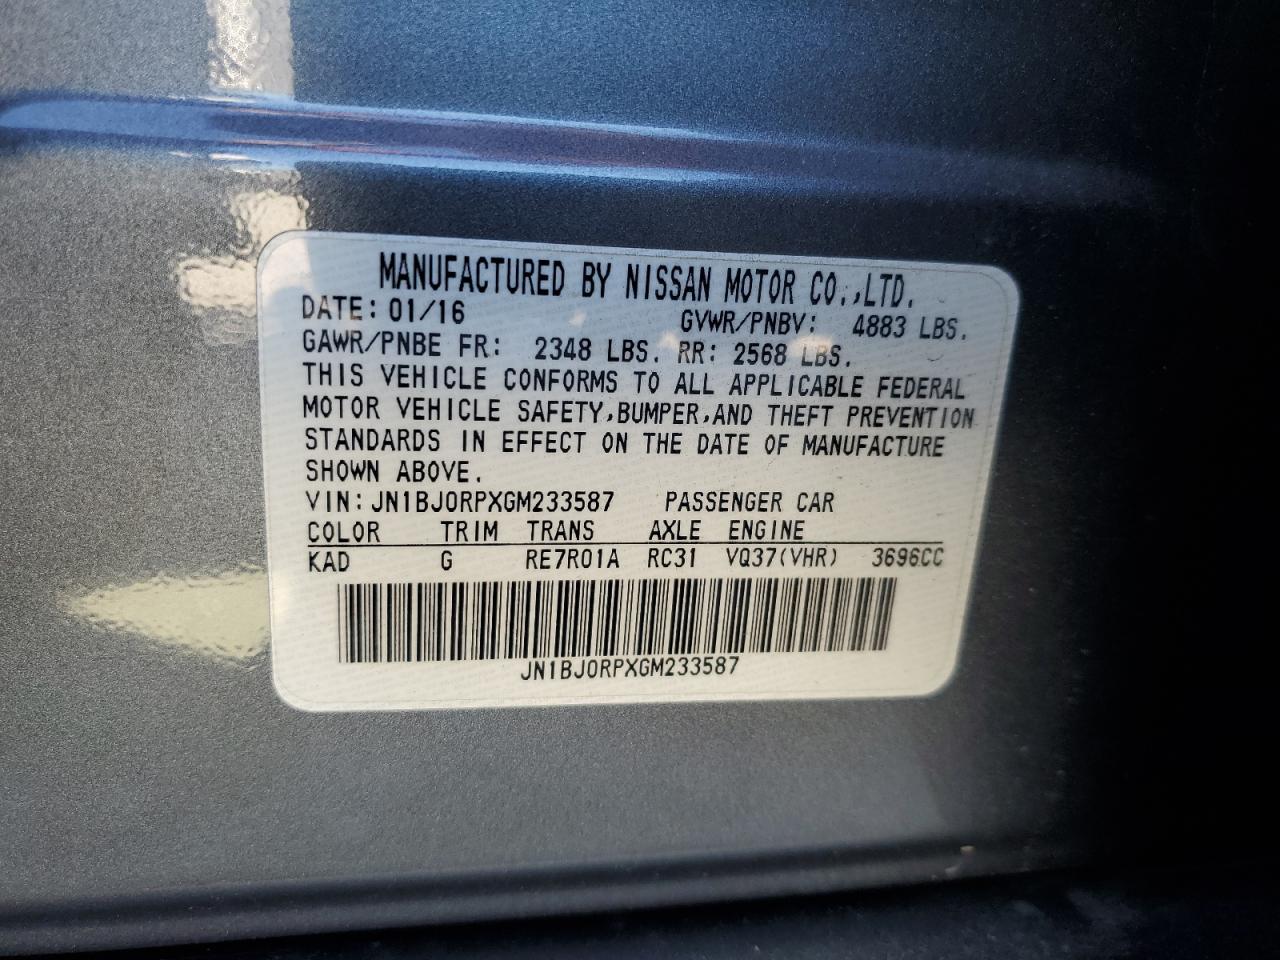 MANUFACTURED BY NISSAN MOTOR CO.,LTD.
DATE: 01/16 GVWR/PNBV: 4883 LBS.
GAWR/PNBE FR: 2348 LBS. RR: 2568 LBS.
THIS VEHICLE CONFORMS TO ALL APPLICABLE FEDERAL
MOTOR VEHICLE SAFETY,BUMPER,AND THEFT PREVENTION
STANDARDS IN EFFECT ON THE DATE OF MANUFACTURE
SHOWN ABOVE.
VIN: JN1BJ0RPXGM233587 PASSENGER CAR
COLOR TRIM TRANS AXLE ENGINE
KAD G RE7R01A RC31 VQ37(VHR) 3696CC
JN1BJ0RPXGM233587